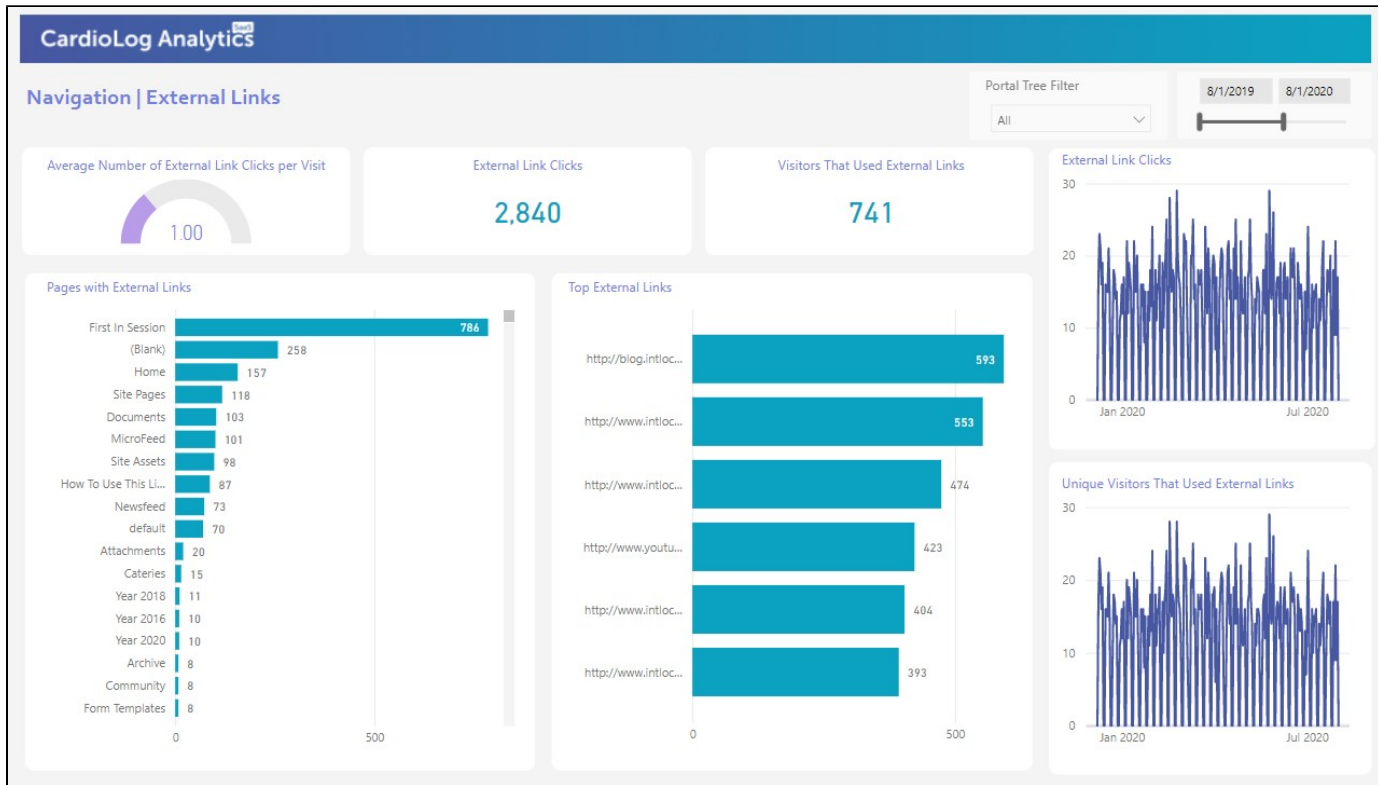 CardioLog Analytics SaaS
Navigation | External Links
Portal Tree Filter
All
8/1/2019 8/1/2020
Average Number of External Link Clicks per Visit
1.00
External Link Clicks
2,840
Visitors That Used External Links
741
External Link Clicks
30
20
10
0
Jan 2020 Jul 2020
Pages with External Links
First In Session 786
(Blank) 258
Home 157
Site Pages 118
Documents 103
MicroFeed 101
Site Assets 98
How To Use This Li... 87
Newsfeed 73
default 70
Attachments 20
Cateries 15
Year 2018 11
Year 2016 10
Year 2020 10
Archive 8
Community 8
Form Templates 8
0 500
Top External Links
http://blog.intloc... 593
http://www.intloc... 553
http://www.intloc... 474
http://www.youtu... 423
http://www.intloc... 404
http://www.intloc... 393
0 500
Unique Visitors That Used External Links
30
20
10
0
Jan 2020 Jul 2020